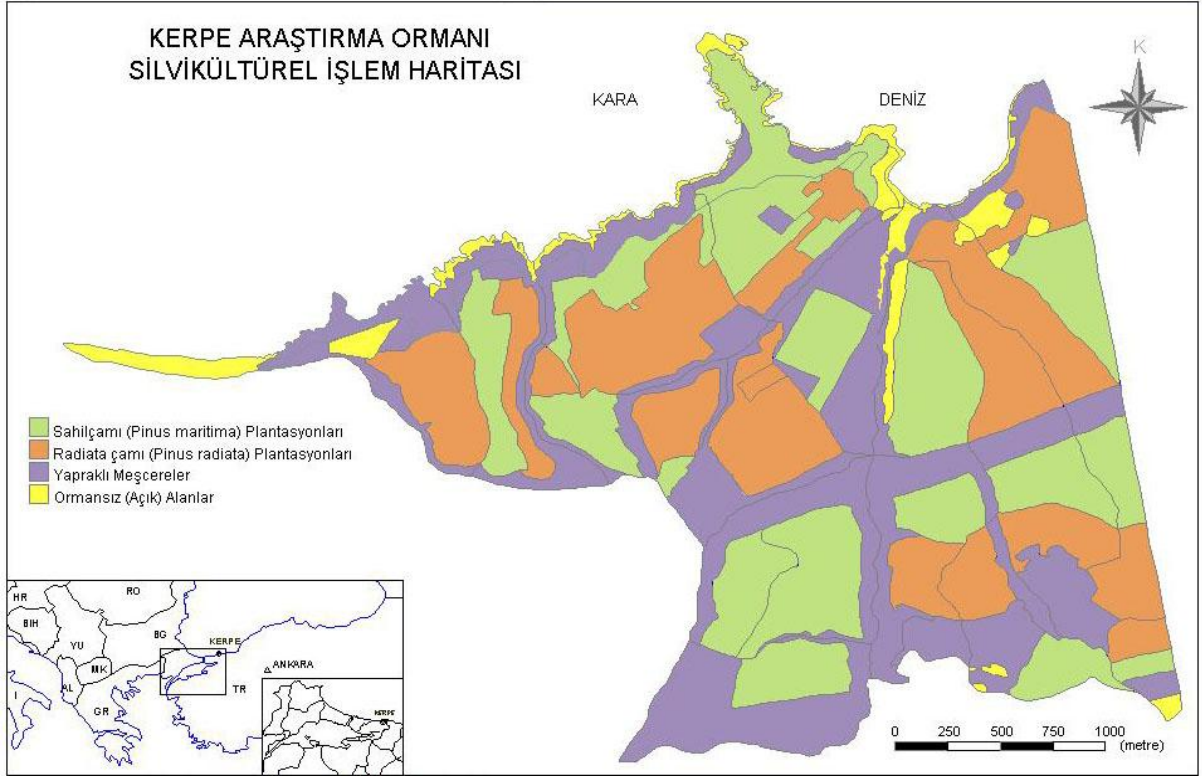 KERPE ARAŞTIRMA ORMANI
SİLVİKÜLTÜREL İŞLEM HARİTASI
KARA
DENİZ
K
Sahilçamı (Pinus maritima) Plantasyonları
Radiata çamı (Pinus radiata) Plantasyonları
Yapraklı Meşcereler
Ormansız (Açık) Alanlar
HR
RO
BIH
YU
BG
KERPE
MK
ANKARA
I
AL
TR
GR
KERPE
0 250 500 750 1000
(metre)